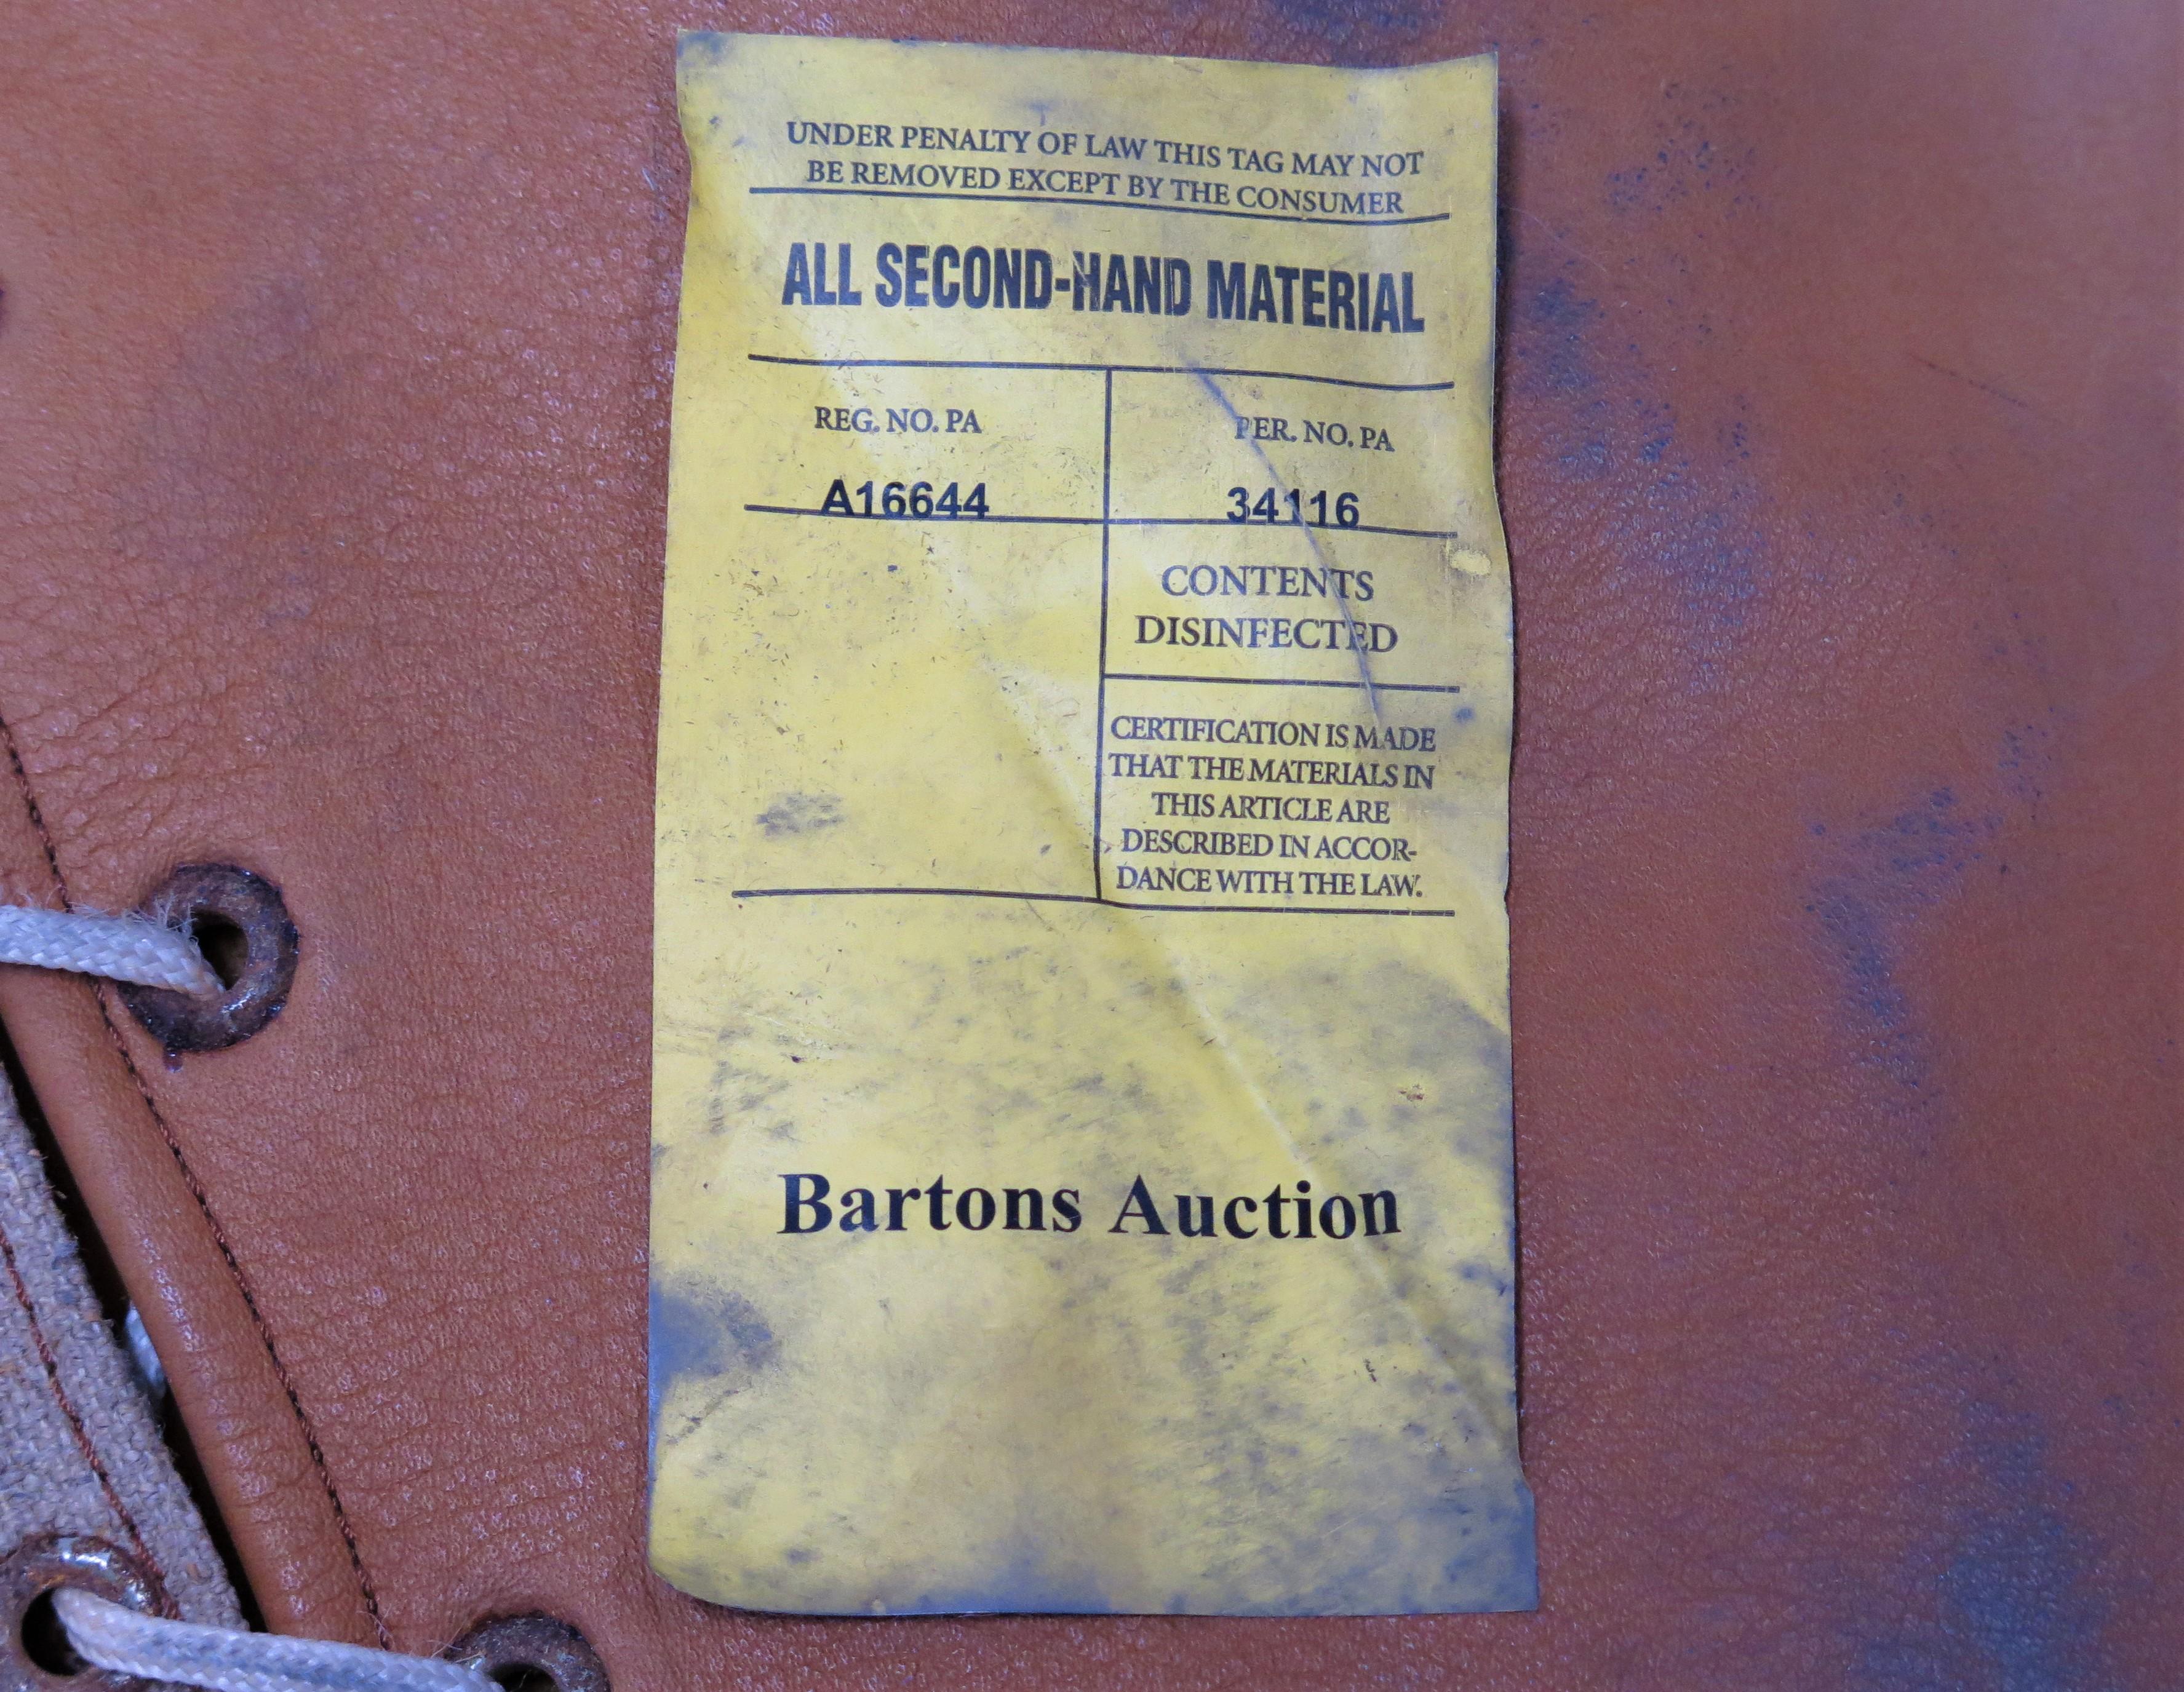 UNDER PENALTY OF LAW THIS TAG MAY NOT
BE REMOVED EXCEPT BY THE CONSUMER
ALL SECOND-HAND MATERIAL
REG. NO. PA
A16644
PER. NO. PA
34116
CONTENTS
DISINFECTED
CERTIFICATION IS MADE
THAT THE MATERIALS IN
THIS ARTICLE ARE
DESCRIBED IN ACCOR-
DANCE WITH THE LAW.
Bartons Auction